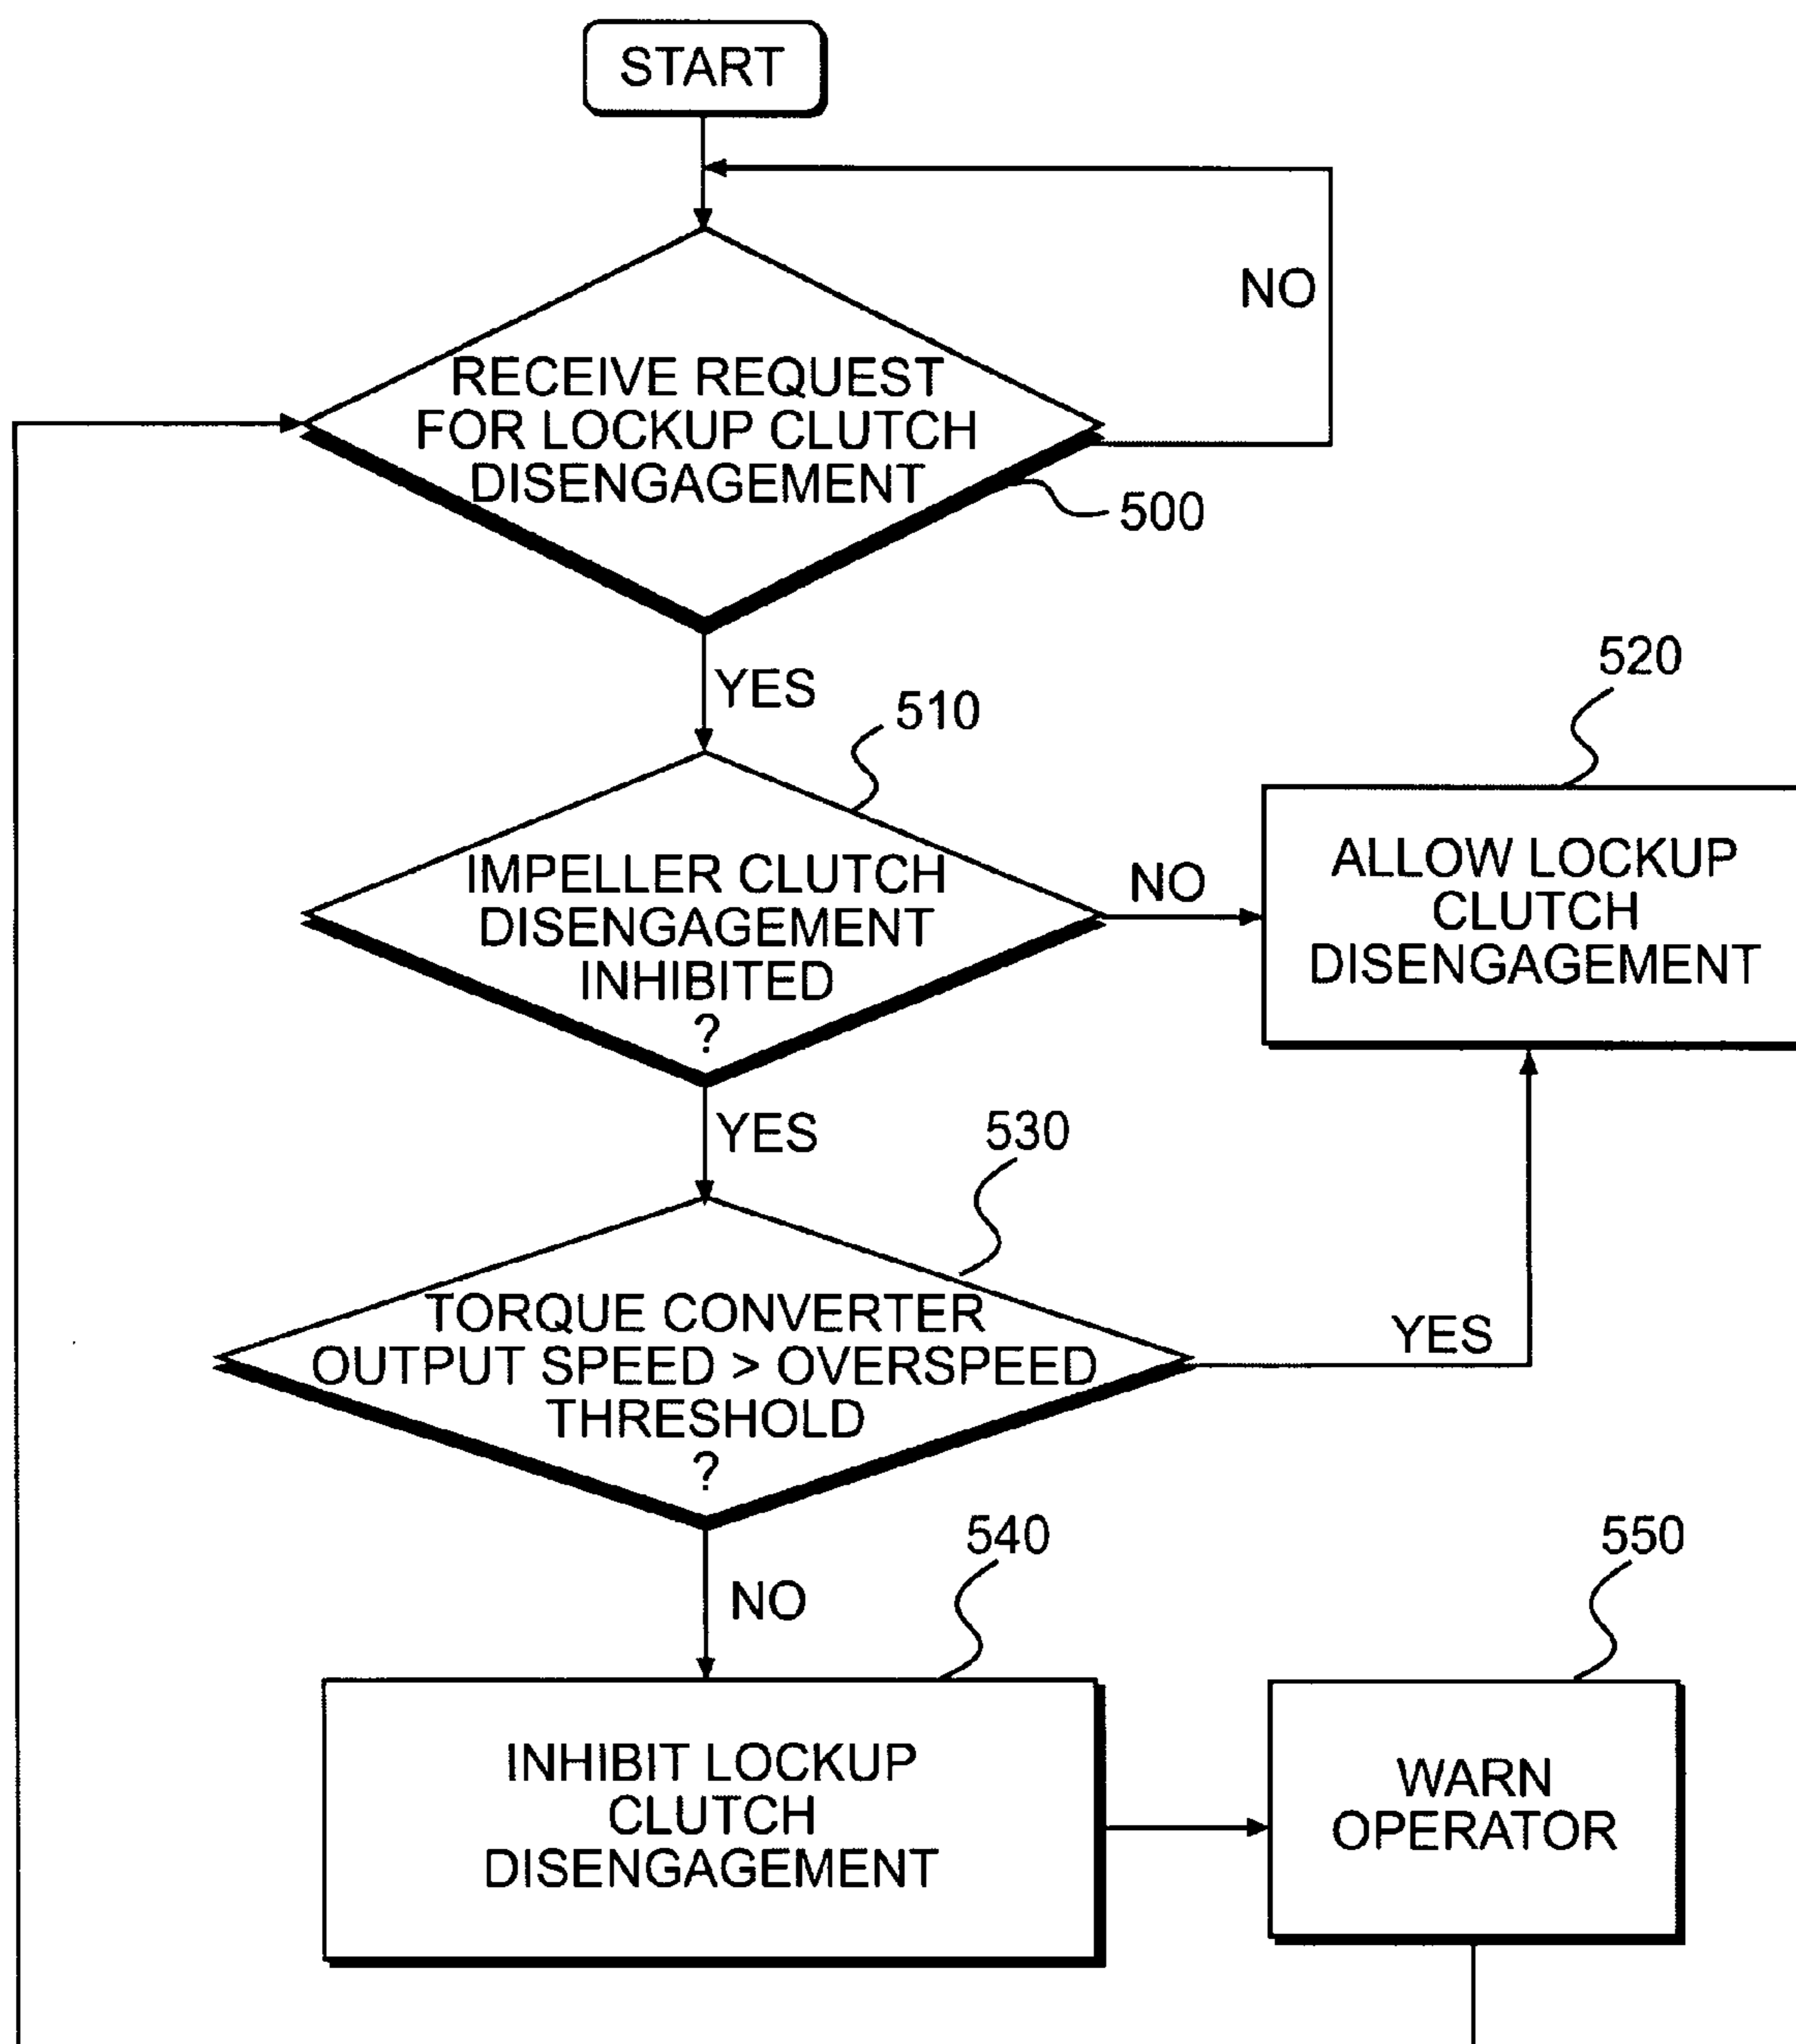 START
NO
RECEIVE REQUEST
FOR LOCKUP CLUTCH
DISENGAGEMENT
500
YES
510
520
IMPELLER CLUTCH
DISENGAGEMENT
INHIBITED
?
NO
ALLOW LOCKUP
CLUTCH
DISENGAGEMENT
YES
530
TORQUE CONVERTER
OUTPUT SPEED > OVERSPEED
THRESHOLD
?
YES
NO
540
550
INHIBIT LOCKUP
CLUTCH
DISENGAGEMENT
WARN
OPERATOR